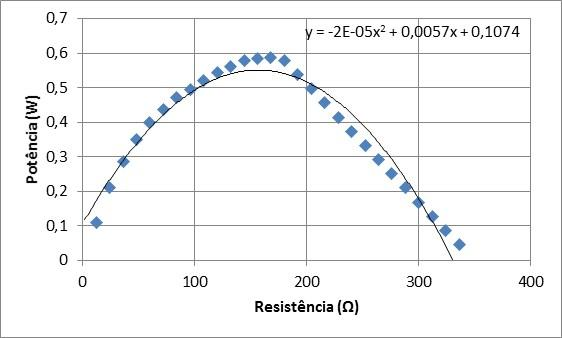 y = -2E-05x² + 0,0057x + 0,1074
0,7
0,6
0,5
0,4
0,3
0,2
0,1
0
Potência (W)
0 100 200 300 400
Resistência (Ω)